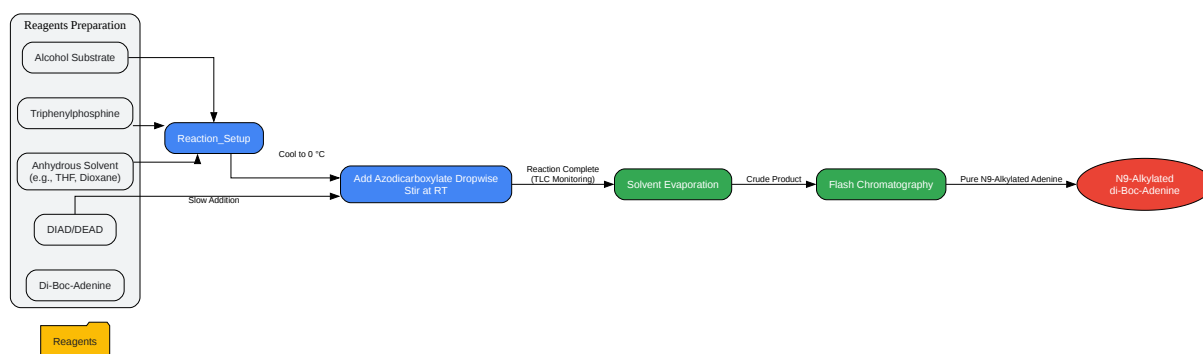 Reagents Preparation
Alcohol Substrate
Triphenylphosphine
Anhydrous Solvent
(e.g., THF, Dioxane)
DIAD/DEAD
Di-Boc-Adenine
Reagents
Reaction_Setup
Cool to 0 °C
Slow Addition
Add Azodicarboxylate Dropwise
Stir at RT
Reaction Complete
(TLC Monitoring)
Solvent Evaporation
Crude Product
Flash Chromatography
Pure N9-Alkylated Adenine
N9-Alkylated
di-Boc-Adenine